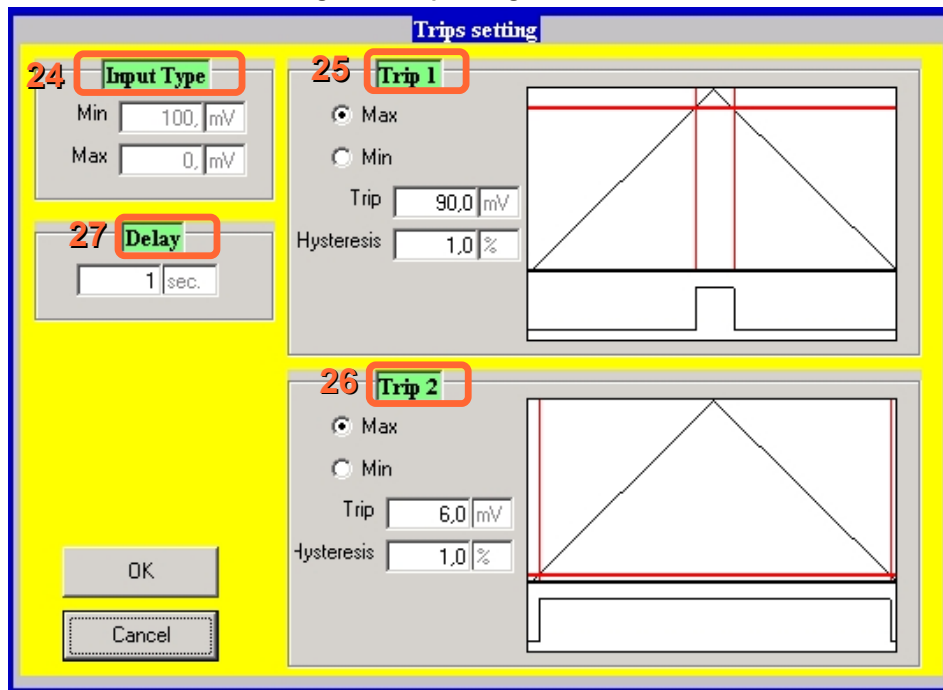 Trips setting
24 Input Type
Min 100, mV
Max 0, mV
27 Delay
1 sec.
OK
Cancel
25 Trip 1
Max
Min
Trip 90,0 mV
Hysteresis 1,0 %
26 Trip 2
Max
Min
Trip 6,0 mV
Hysteresis 1,0 %